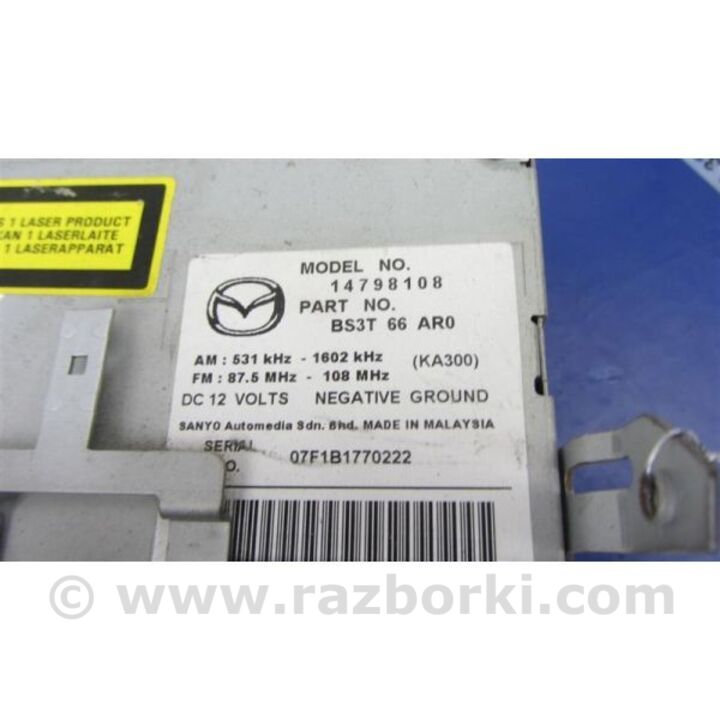 S 1 LASER PRODUCT
KAN 1 LASERLAITE
1 LASERAPPARAT
MODEL NO.
14798108
PART NO.
BS3T 66 AR0
AM : 531 kHz - 1602 kHz (KA300)
FM : 87.5 MHz - 108 MHz
DC 12 VOLTS NEGATIVE GROUND
SANYO Automedia Sdn. Bhd. MADE IN MALAYSIA
SERIAL
O. 07F1B1770222
© www.razborki.com